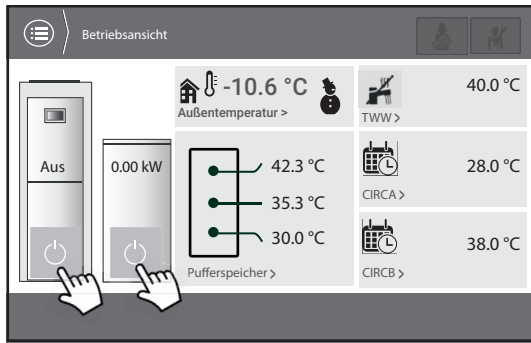 Betriebsansicht
Aus
0.00 kW
-10.6 °C
Außentemperatur >
42.3 °C
35.3 °C
30.0 °C
Pufferspeicher >
40.0 °C
TWW >
28.0 °C
CIRCA >
38.0 °C
CIRCB >